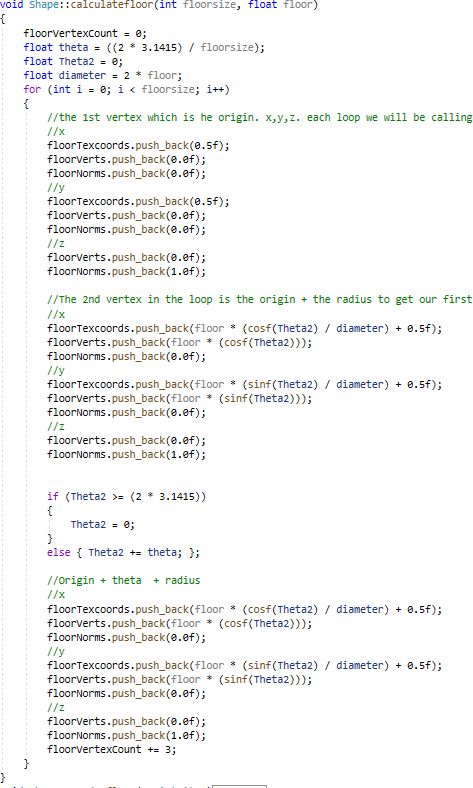 void Shape::calculatefloor(int floorsize, float floor)
{
floorVertexCount = 0;
float theta = ((2 * 3.1415) / floorsize);
float Theta2 = 0;
float diameter = 2 * floor;
for (int i = 0; i < floorsize; i++)
{
//the 1st vertex which is he origin. x,y,z. each loop we will be calling
//x
floorTexcoords.push_back(0.5f);
floorVerts.push_back(0.0f);
floorNorms.push_back(0.0f);
//y
floorTexcoords.push_back(0.5f);
floorVerts.push_back(0.0f);
floorNorms.push_back(0.0f);
//z
floorVerts.push_back(0.0f);
floorNorms.push_back(1.0f);
//The 2nd vertex in the loop is the origin + the radius to get our first
//x
floorTexcoords.push_back(floor * (cosf(Theta2) / diameter) + 0.5f);
floorVerts.push_back(floor * (cosf(Theta2)));
floorNorms.push_back(0.0f);
//y
floorTexcoords.push_back(floor * (sinf(Theta2) / diameter) + 0.5f);
floorVerts.push_back(floor * (sinf(Theta2)));
floorNorms.push_back(0.0f);
//z
floorVerts.push_back(0.0f);
floorNorms.push_back(1.0f);
if (Theta2 >= (2 * 3.1415))
{
Theta2 = 0;
}
else { Theta2 += theta; };
//Origin + theta  + radius
//x
floorTexcoords.push_back(floor * (cosf(Theta2) / diameter) + 0.5f);
floorVerts.push_back(floor * (cosf(Theta2)));
floorNorms.push_back(0.0f);
//y
floorTexcoords.push_back(floor * (sinf(Theta2) / diameter) + 0.5f);
floorVerts.push_back(floor * (sinf(Theta2)));
floorNorms.push_back(0.0f);
//z
floorVerts.push_back(0.0f);
floorNorms.push_back(1.0f);
floorVertexCount += 3;
}
}